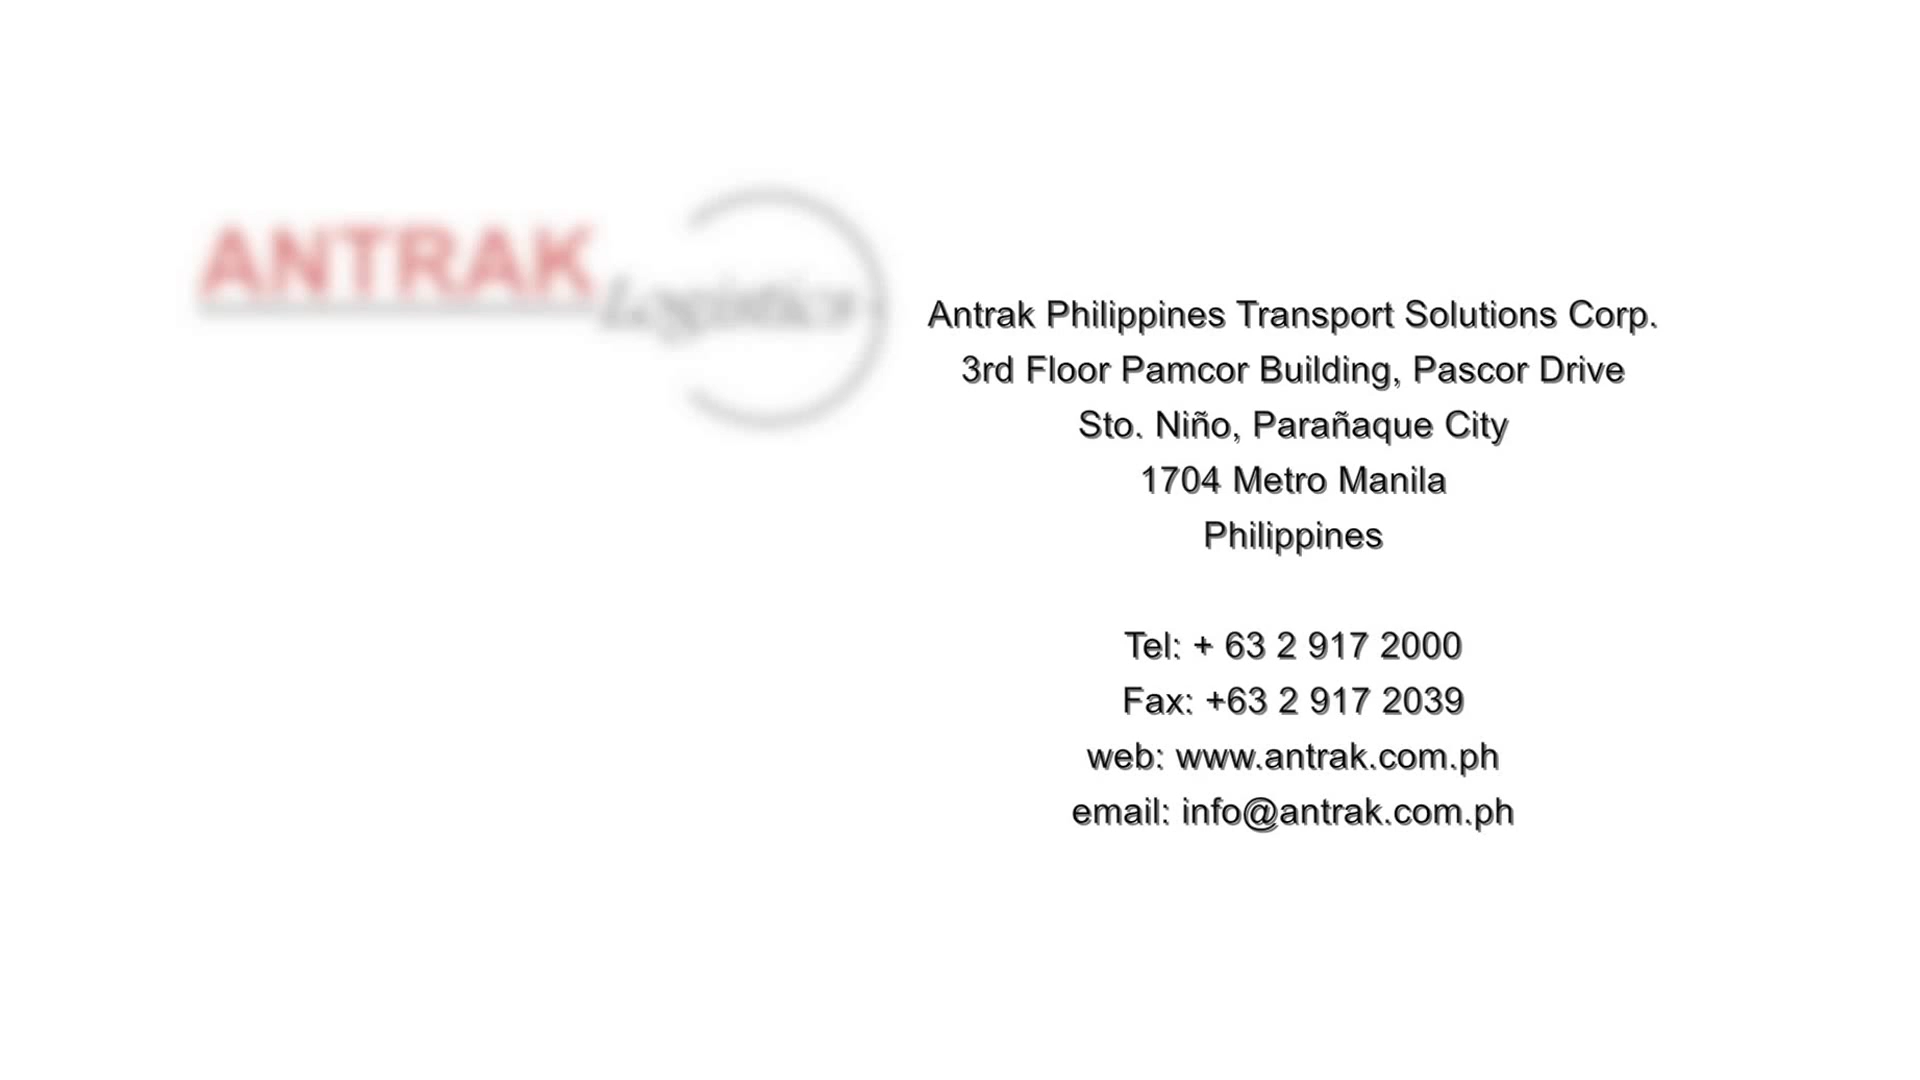 ANTRAK
Logistics
Antrak Philippines Transport Solutions Corp.
3rd Floor Pamcor Building, Pascor Drive
Sto. Niño, Parañaque City
1704 Metro Manila
Philippines
Tel: + 63 2 917 2000
Fax: +63 2 917 2039
web: www.antrak.com.ph
email: info@antrak.com.ph